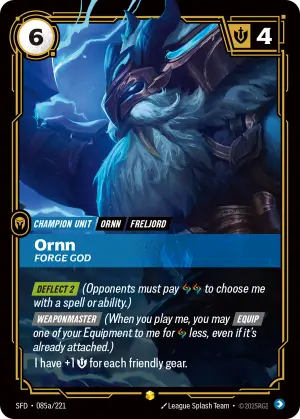 6
4
CHAMPION UNIT ORNN FRELJORD
Ornn
FORGE GOD
DEFLECT 2 (Opponents must pay to choose me
with a spell or ability.)
WEAPONMASTER (When you play me, you may EQUIP
one of your Equipment to me for less, even if it's
already attached.)
I have +1 for each friendly gear.
SFD • 085a/221
League Splash Team
©2025RGI